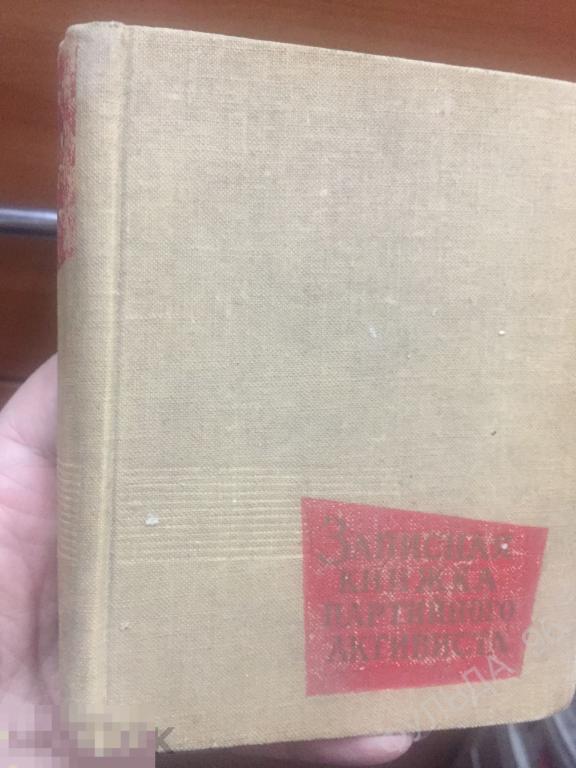 Записная
книжка
партийного
активиста